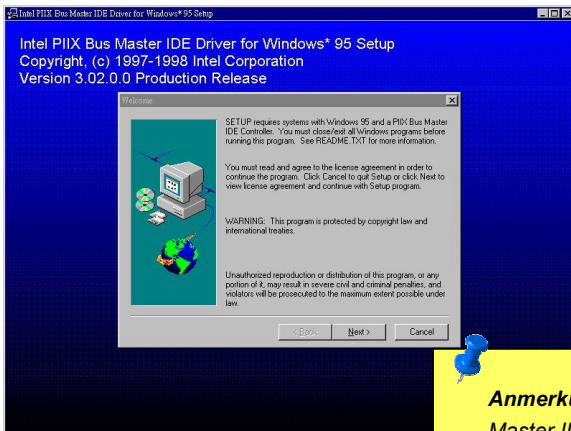 Intel PIIX Bus Master IDE Driver for Windows* 95 Setup
Intel PIIX Bus Master IDE Driver for Windows* 95 Setup
Copyright, (c) 1997-1998 Intel Corporation
Version 3.02.0.0 Production Release
Welcome
SETUP requires systems with Windows 95 and a PIIX Bus Master
IDE Controller. You must close/exit all Windows programs before
running this program. See README.TXT for more information.
You must read and agree to the license agreement in order to
continue the program. Click Cancel to quit Setup or click Next to
view license agreement and continue with Setup program.
WARNING: This program is protected by copyright law and
international treaties.
Unauthorized reproduction or distribution of this program, or any
portion of it, may result in severe civil and criminal penalties, and
violators will be prosecuted to the maximum extent possible under
law.
< Back Next > Cancel
Anmerku
Master I